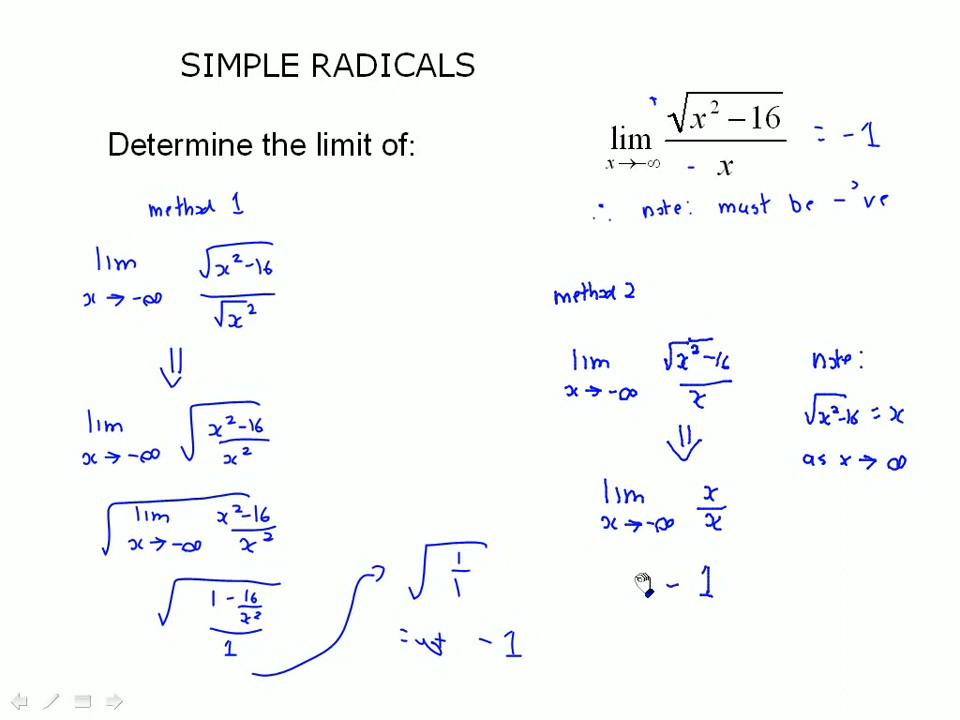 SIMPLE RADICALS
Determine the limit of:
lim x→-∞ √(x² − 16) / x = -1
∴ note: must be -'ve
method 1
lim x→-∞ √(x²-16) / √x²
⇓
lim x→-∞ √((x²-16)/x²)
√(lim x→-∞ (x²-16)/x²)
√((1 - 16/x²)/1)
√(1/1)
= - 1
method 2
lim x→-∞ √(x²-16) / x
⇓
lim x→-∞ x/x
- 1
note:
√(x²-16) = x
as x → ∞